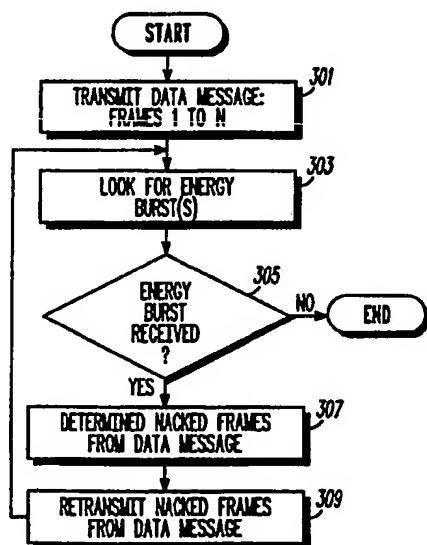 START
301
TRANSMIT DATA MESSAGE:
FRAMES 1 TO N
303
LOOK FOR ENERGY
BURST(S)
305
ENERGY
BURST
RECEIVED
?
NO
END
YES
307
DETERMINED NACKED FRAMES
FROM DATA MESSAGE
309
RETRANSMIT NACKED FRAMES
FROM DATA MESSAGE